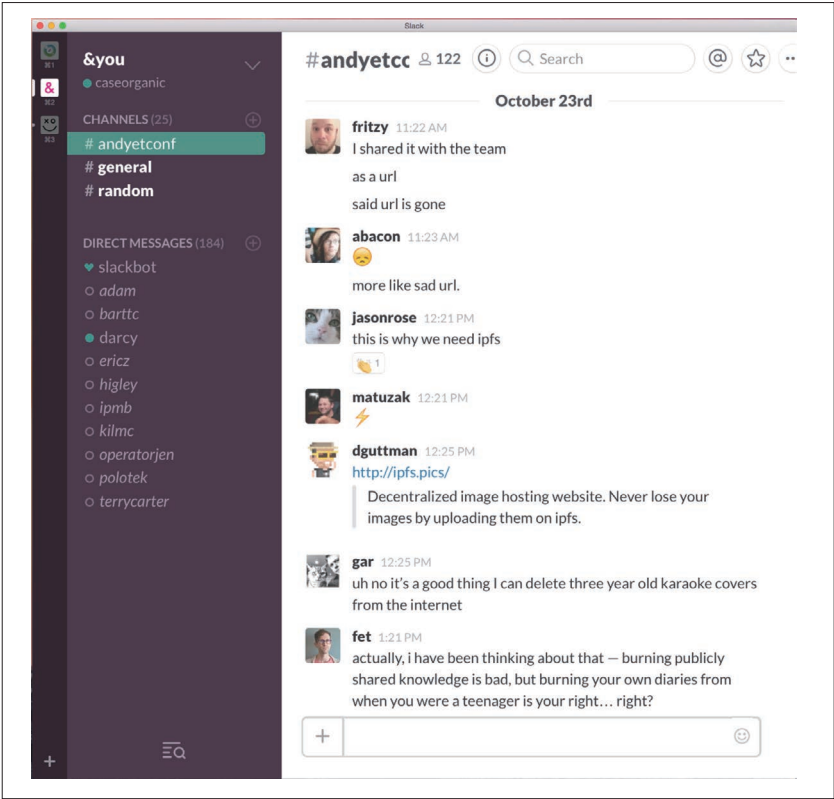 Slack
⌘1
&
⌘2
⌘3
&you
caseorganic
CHANNELS (25)
# andyetconf
# general
# random
DIRECT MESSAGES (184)
slackbot
adam
barttc
darcy
ericz
higley
ipmb
kilmc
operatorjen
polotek
terrycarter
+
#andyetcc 122 Search @
October 23rd
fritzy 11:22 AM
I shared it with the team
as a url
said url is gone
abacon 11:23 AM
😞
more like sad url.
jasonrose 12:21 PM
this is why we need ipfs
👏 1
matuzak 12:21 PM
⚡
dguttman 12:25 PM
http://ipfs.pics/
Decentralized image hosting website. Never lose your
images by uploading them on ipfs.
gar 12:25 PM
uh no it's a good thing I can delete three year old karaoke covers
from the internet
fet 1:21 PM
actually, i have been thinking about that — burning publicly
shared knowledge is bad, but burning your own diaries from
when you were a teenager is your right… right?
+